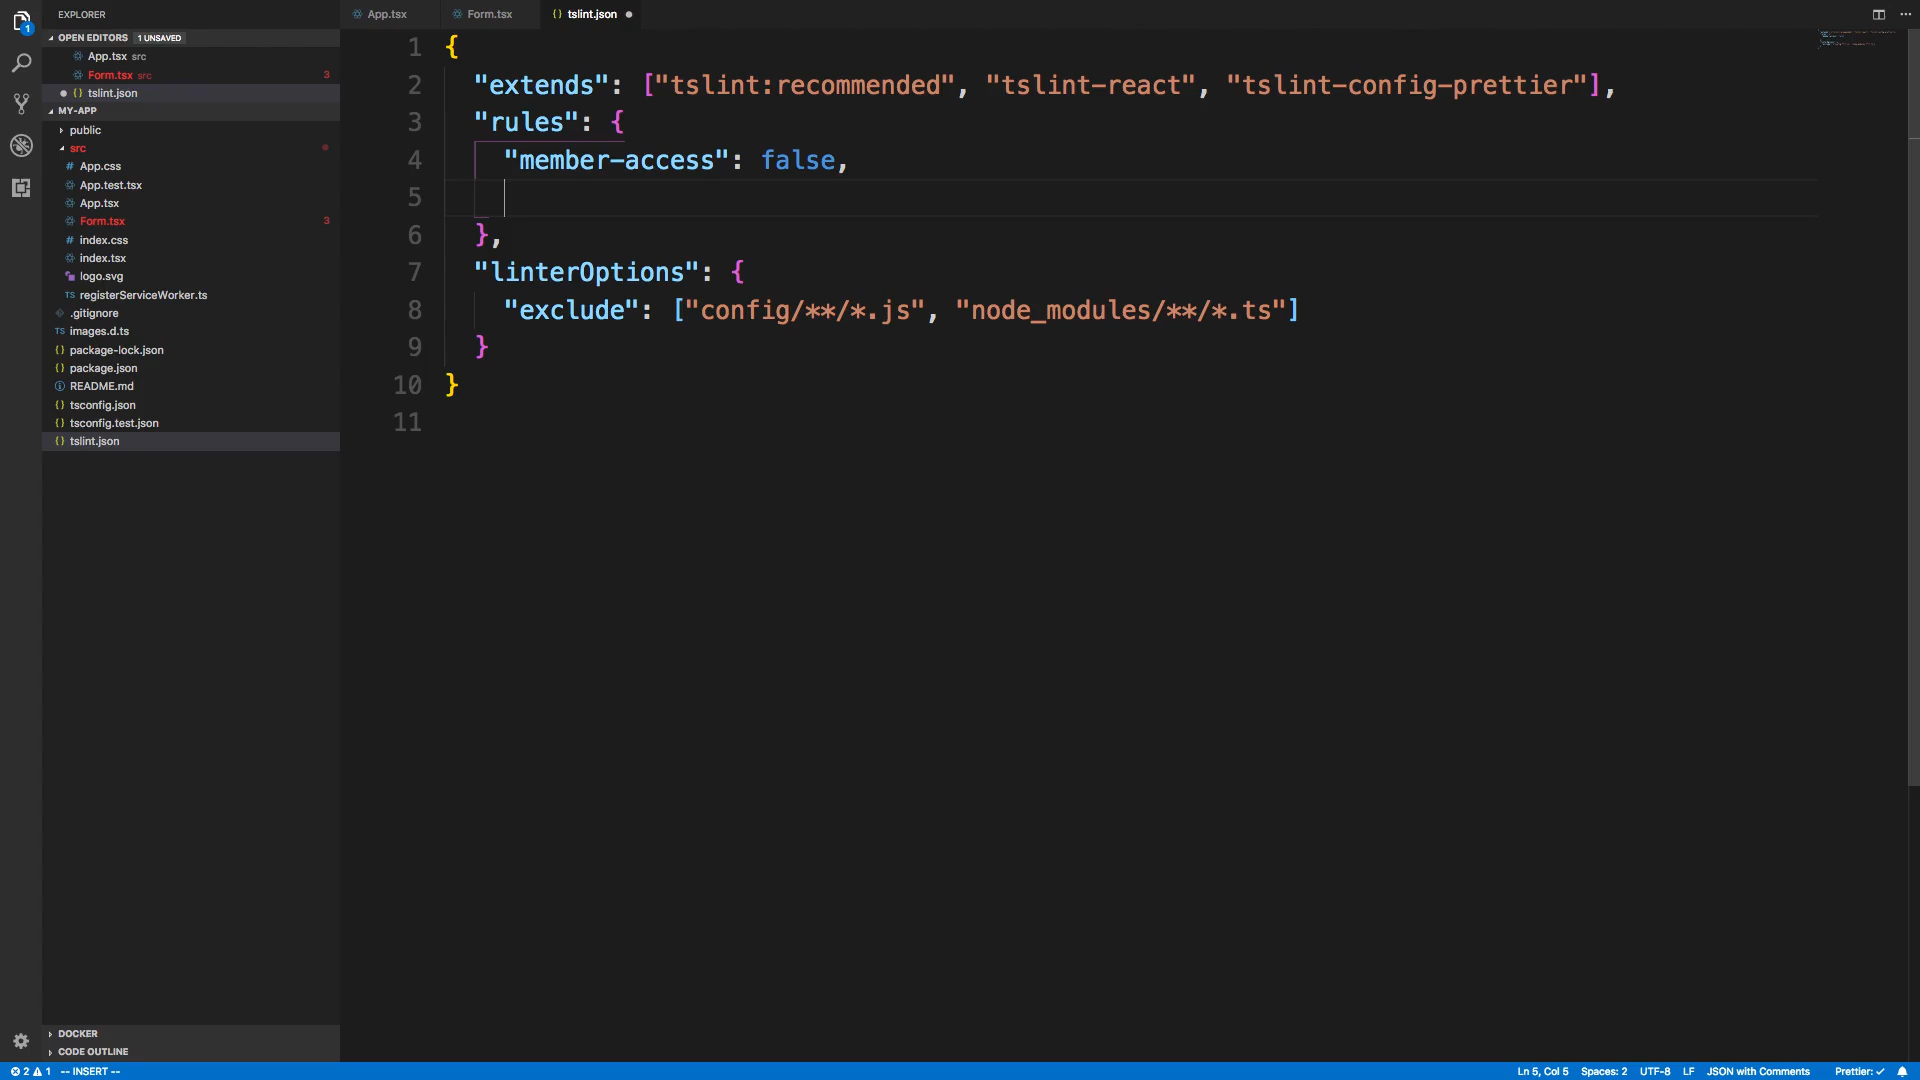 EXPLORER
App.tsx
Form.tsx
{} tslint.json
1
OPEN EDITORS 1 UNSAVED
App.tsx src
Form.tsx src 3
{} tslint.json
MY-APP
public
src
# App.css
App.test.tsx
App.tsx
Form.tsx 3
# index.css
index.tsx
logo.svg
TS registerServiceWorker.ts
.gitignore
TS images.d.ts
{} package-lock.json
{} package.json
README.md
{} tsconfig.json
{} tsconfig.test.json
{} tslint.json
DOCKER
CODE OUTLINE
1 {
2 "extends": ["tslint:recommended", "tslint-react", "tslint-config-prettier"],
3 "rules": {
4 "member-access": false,
5
6 },
7 "linterOptions": {
8 "exclude": ["config/**/*.js", "node_modules/**/*.ts"]
9 }
10 }
11
2 1 -- INSERT --
Ln 5, Col 5 Spaces: 2 UTF-8 LF JSON with Comments Prettier: ✓